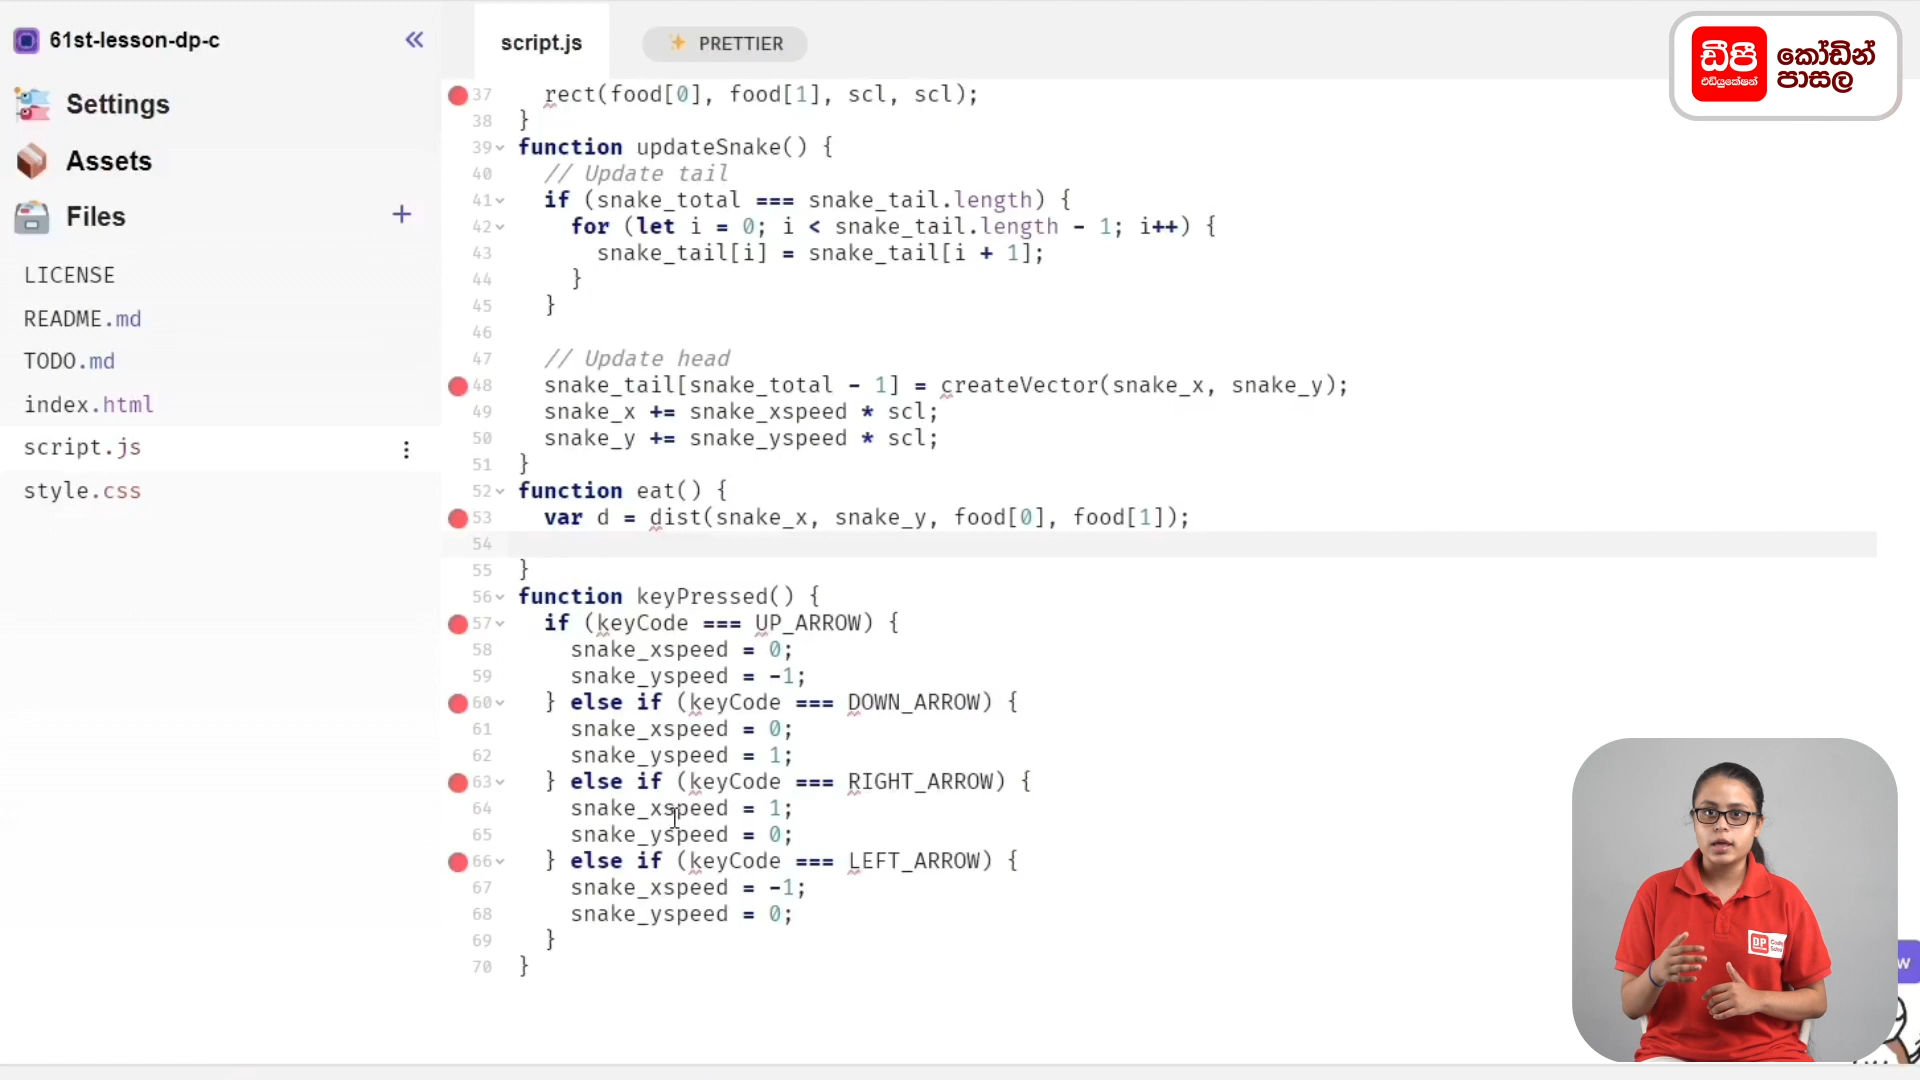 61st-lesson-dp-c
Settings
Assets
Files
LICENSE
README.md
TODO.md
index.html
script.js
style.css
script.js
PRETTIER
37 rect(food[0], food[1], scl, scl);
38 }
39 function updateSnake() {
40 // Update tail
41 if (snake_total === snake_tail.length) {
42 for (let i = 0; i < snake_tail.length - 1; i++) {
43 snake_tail[i] = snake_tail[i + 1];
44 }
45 }
46
47 // Update head
48 snake_tail[snake_total - 1] = createVector(snake_x, snake_y);
49 snake_x += snake_xspeed * scl;
50 snake_y += snake_yspeed * scl;
51 }
52 function eat() {
53 var d = dist(snake_x, snake_y, food[0], food[1]);
54
55 }
56 function keyPressed() {
57 if (keyCode === UP_ARROW) {
58 snake_xspeed = 0;
59 snake_yspeed = -1;
60 } else if (keyCode === DOWN_ARROW) {
61 snake_xspeed = 0;
62 snake_yspeed = 1;
63 } else if (keyCode === RIGHT_ARROW) {
64 snake_xspeed = 1;
65 snake_yspeed = 0;
66 } else if (keyCode === LEFT_ARROW) {
67 snake_xspeed = -1;
68 snake_yspeed = 0;
69 }
70 }
ඩීපී
එඩියුකේෂන්
කෝඩින්
පාසල
DP
w